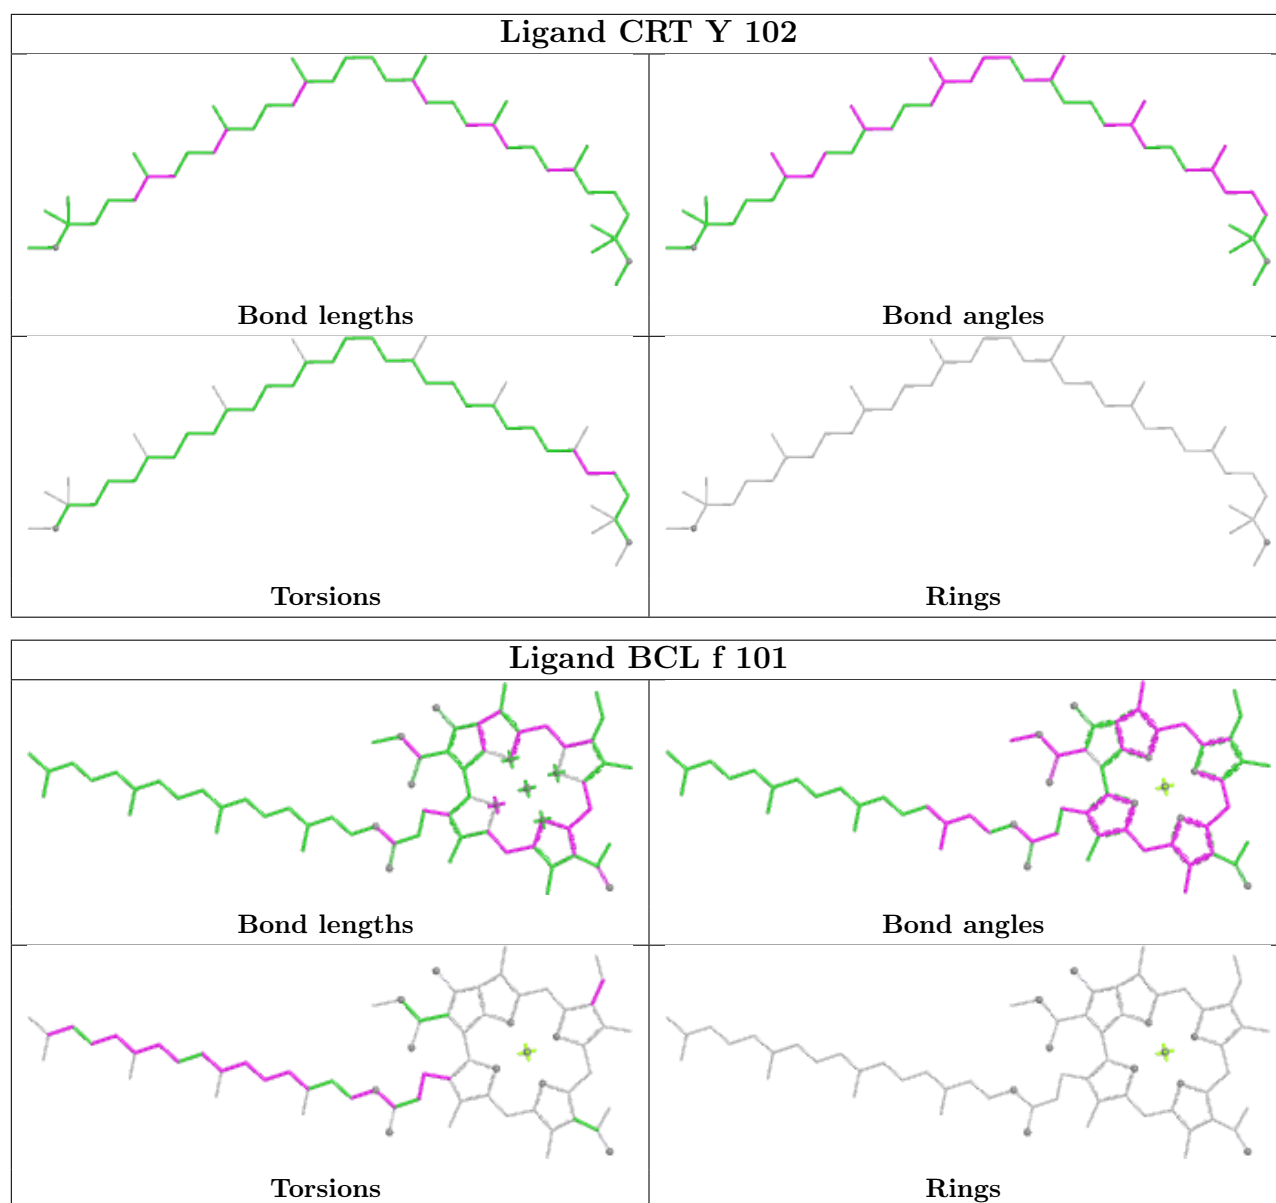 Ligand CRT Y 102
Bond lengths
Bond angles
Torsions
Rings
Ligand BCL f 101
Bond lengths
Bond angles
Torsions
Rings